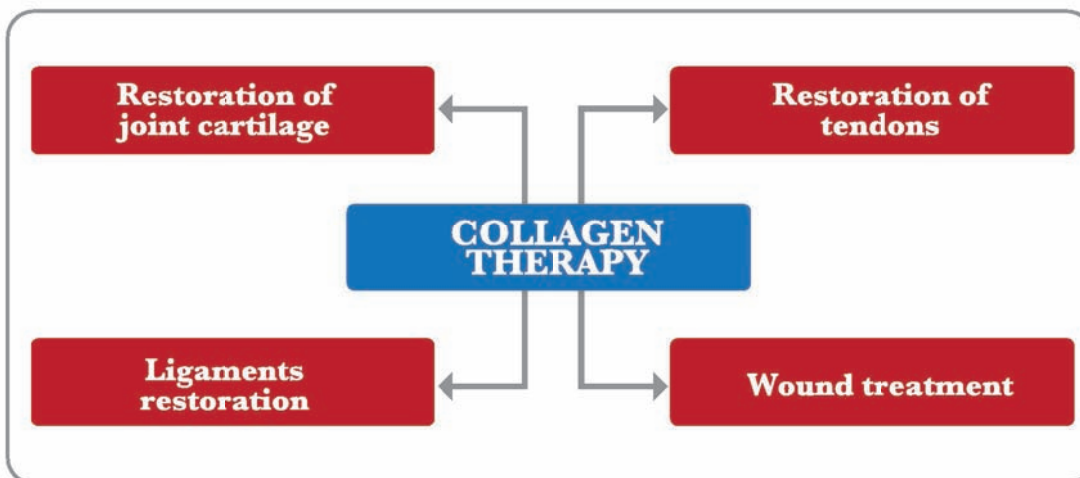 Restoration of
joint cartilage
Restoration of
tendons
COLLAGEN
THERAPY
Ligaments
restoration
Wound treatment